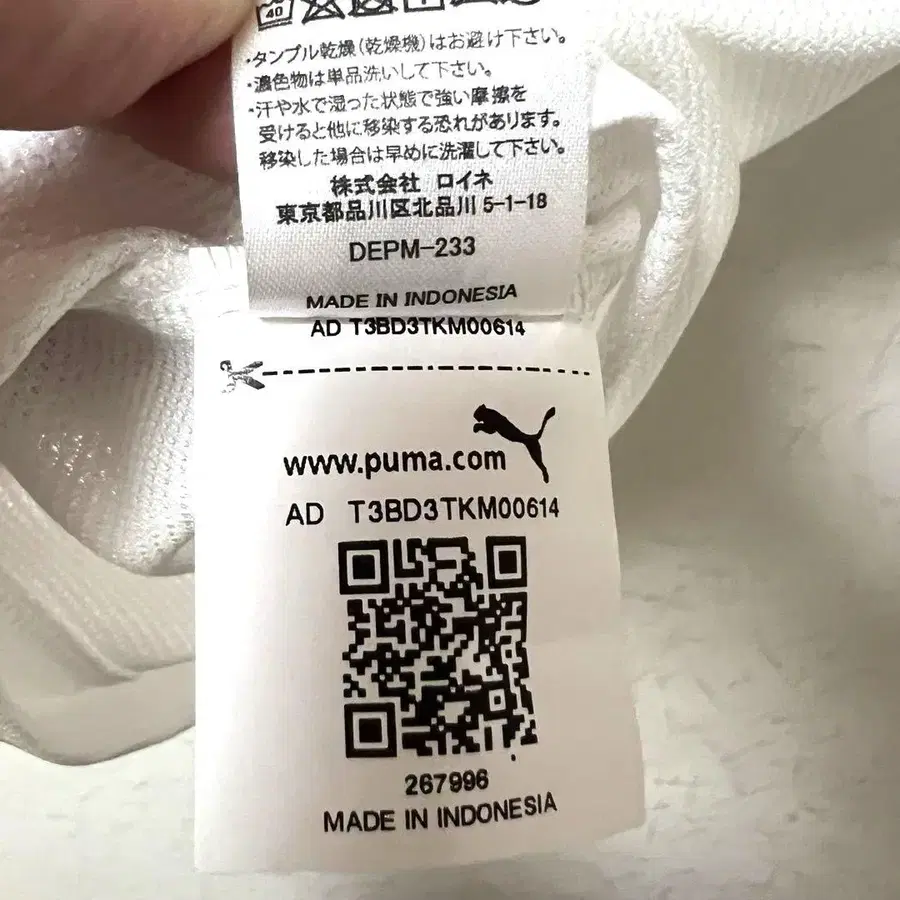 40
・タンブル乾燥(乾燥機)はお避け下さい。
・濃色物は単品洗いして下さい。
・汗や水で湿った状態で強い摩擦を
受けると他に移染する恐れがあります。
移染した場合は早めに洗濯して下さい。
株式会社 ロイネ
東京都品川区北品川 5-1-18
DEPM-233
MADE IN INDONESIA
AD T3BD3TKM00614
www.puma.com
AD T3BD3TKM00614
267996
MADE IN INDONESIA